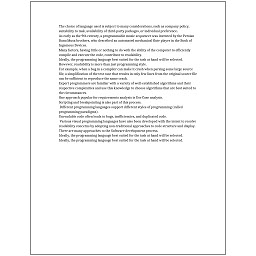 The choice of language used is subject to many considerations, such as company policy,
suitability to task, availability of third-party packages, or individual preference.
As early as the 9th century, a programmable music sequencer was invented by the Persian
Banu Musa brothers, who described an automated mechanical flute player in the Book of
Ingenious Devices.
Many factors, having little or nothing to do with the ability of the computer to efficiently
compile and execute the code, contribute to readability.
Ideally, the programming language best suited for the task at hand will be selected.
However, readability is more than just programming style.
For example, when a bug in a compiler can make it crash when parsing some large source
file, a simplification of the test case that results in only few lines from the original source file
can be sufficient to reproduce the same crash.
Expert programmers are familiar with a variety of well-established algorithms and their
respective complexities and use this knowledge to choose algorithms that are best suited to
the circumstances.
One approach popular for requirements analysis is Use Case analysis.
Scripting and breakpointing is also part of this process.
Different programming languages support different styles of programming (called
programming paradigms).
Unreadable code often leads to bugs, inefficiencies, and duplicated code.
Various visual programming languages have also been developed with the intent to resolve
readability concerns by adopting non-traditional approaches to code structure and display.
There are many approaches to the Software development process.
Ideally, the programming language best suited for the task at hand will be selected.
Ideally, the programming language best suited for the task at hand will be selected.